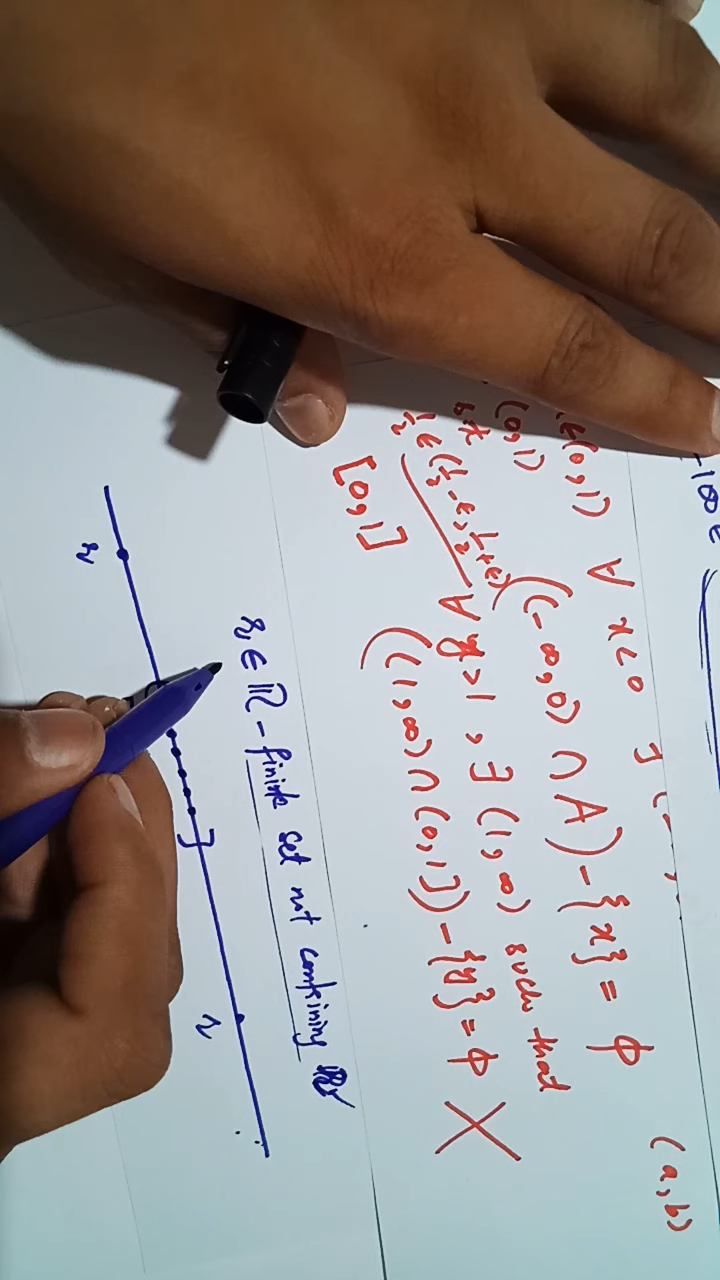 -100 ∈
∈(0,1) ∀ x<0 ∃ (-
(0,1) ((-∞,0) ∩ A) - {x} = ϕ
(a,b)
1/2 ∈ (1/2 - ε, 1/2 + ε) ∀ y>1, ∃ (1,∞) such that
[0,1] ((1,∞) ∩ (0,1]) - {y} = ϕ X
∈ ℝ - finite set not containing
]
r